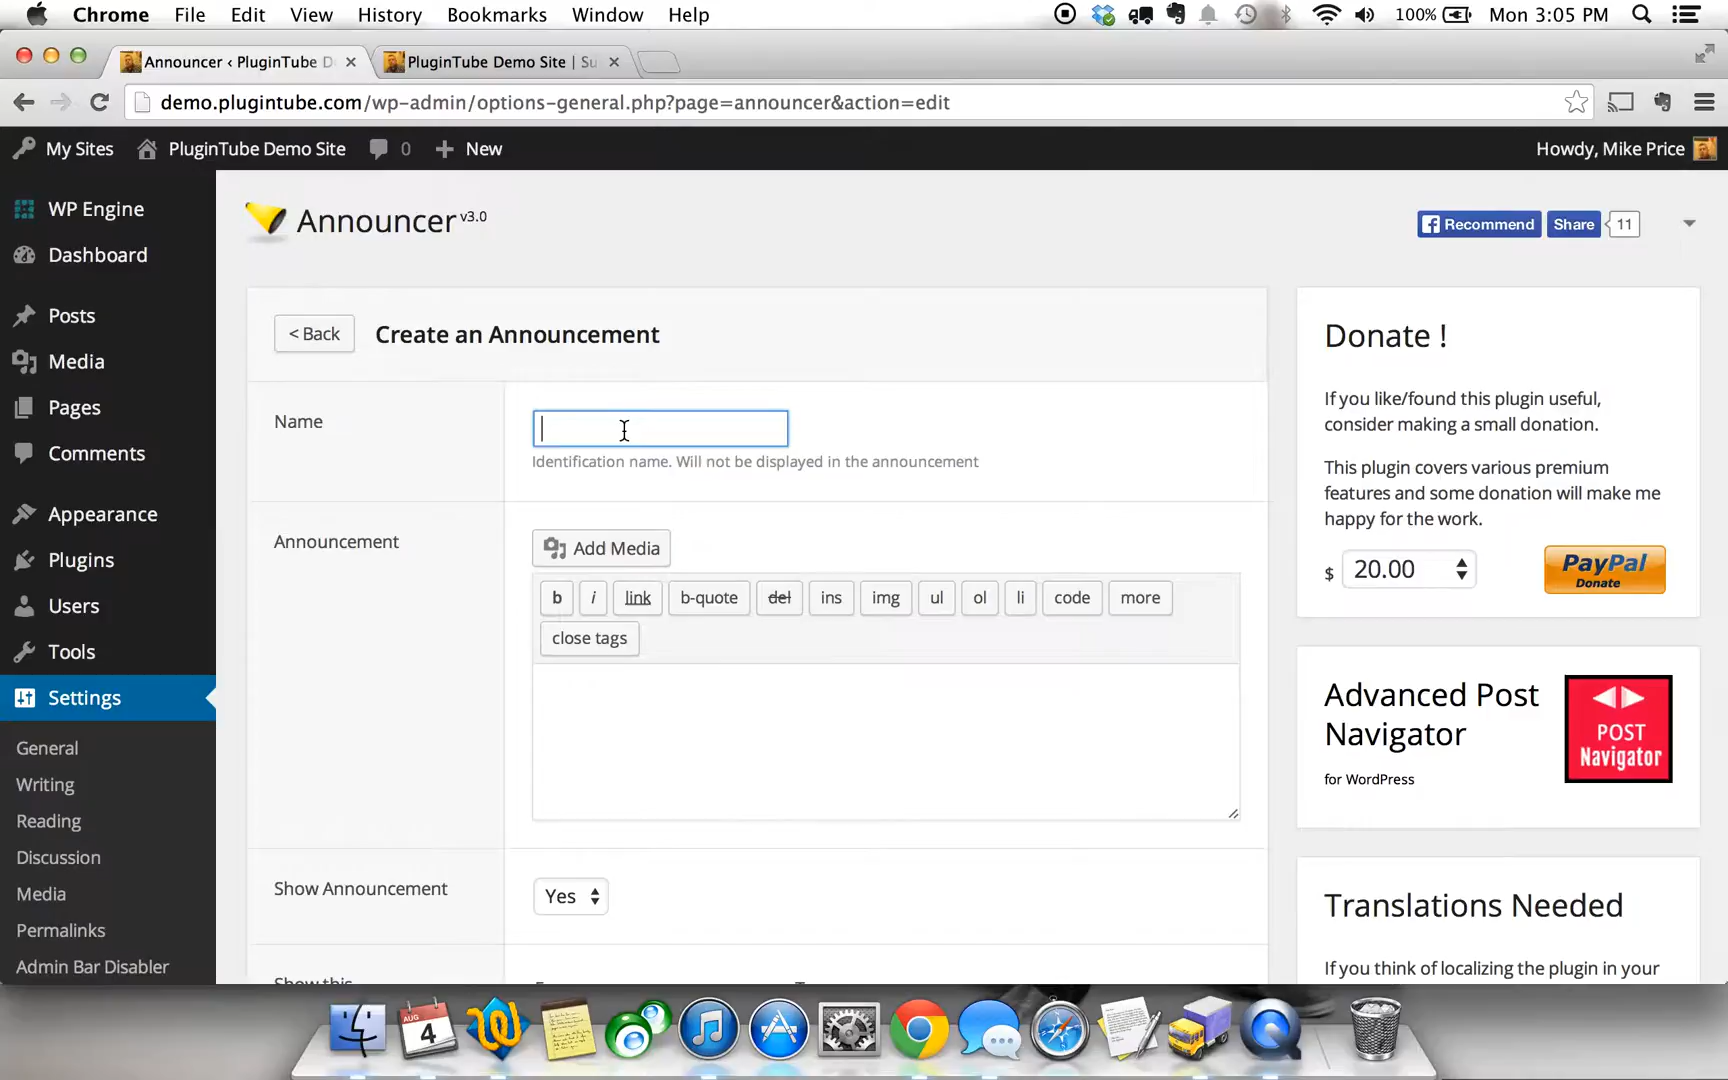 Chrome File Edit View History Bookmarks Window Help 100% Mon 3:05 PM
Announcer ‹ PluginTube D
PluginTube Demo Site | Su
demo.plugintube.com/wp-admin/options-general.php?page=announcer&action=edit
My Sites PluginTube Demo Site 0 New Howdy, Mike Price
WP Engine
Dashboard
Posts
Media
Pages
Comments
Appearance
Plugins
Users
Tools
Settings
General
Writing
Reading
Discussion
Media
Permalinks
Admin Bar Disabler
Announcer v3.0
Recommend Share 11
< Back Create an Announcement
Name
Identification name. Will not be displayed in the announcement
Announcement
Add Media
b i link b-quote del ins img ul ol li code more
close tags
Show Announcement
Yes
Donate !
If you like/found this plugin useful,
consider making a small donation.
This plugin covers various premium
features and some donation will make me
happy for the work.
$ 20.00
PayPal
Donate
Advanced Post
Navigator
for WordPress
POST
Navigator
Translations Needed
If you think of localizing the plugin in your
AUG
4